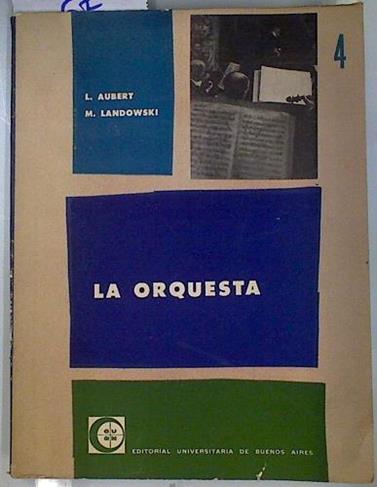 4
L. AUBERT
M. LANDOWSKI
LA ORQUESTA
EDITORIAL UNIVERSITARIA DE BUENOS AIRES